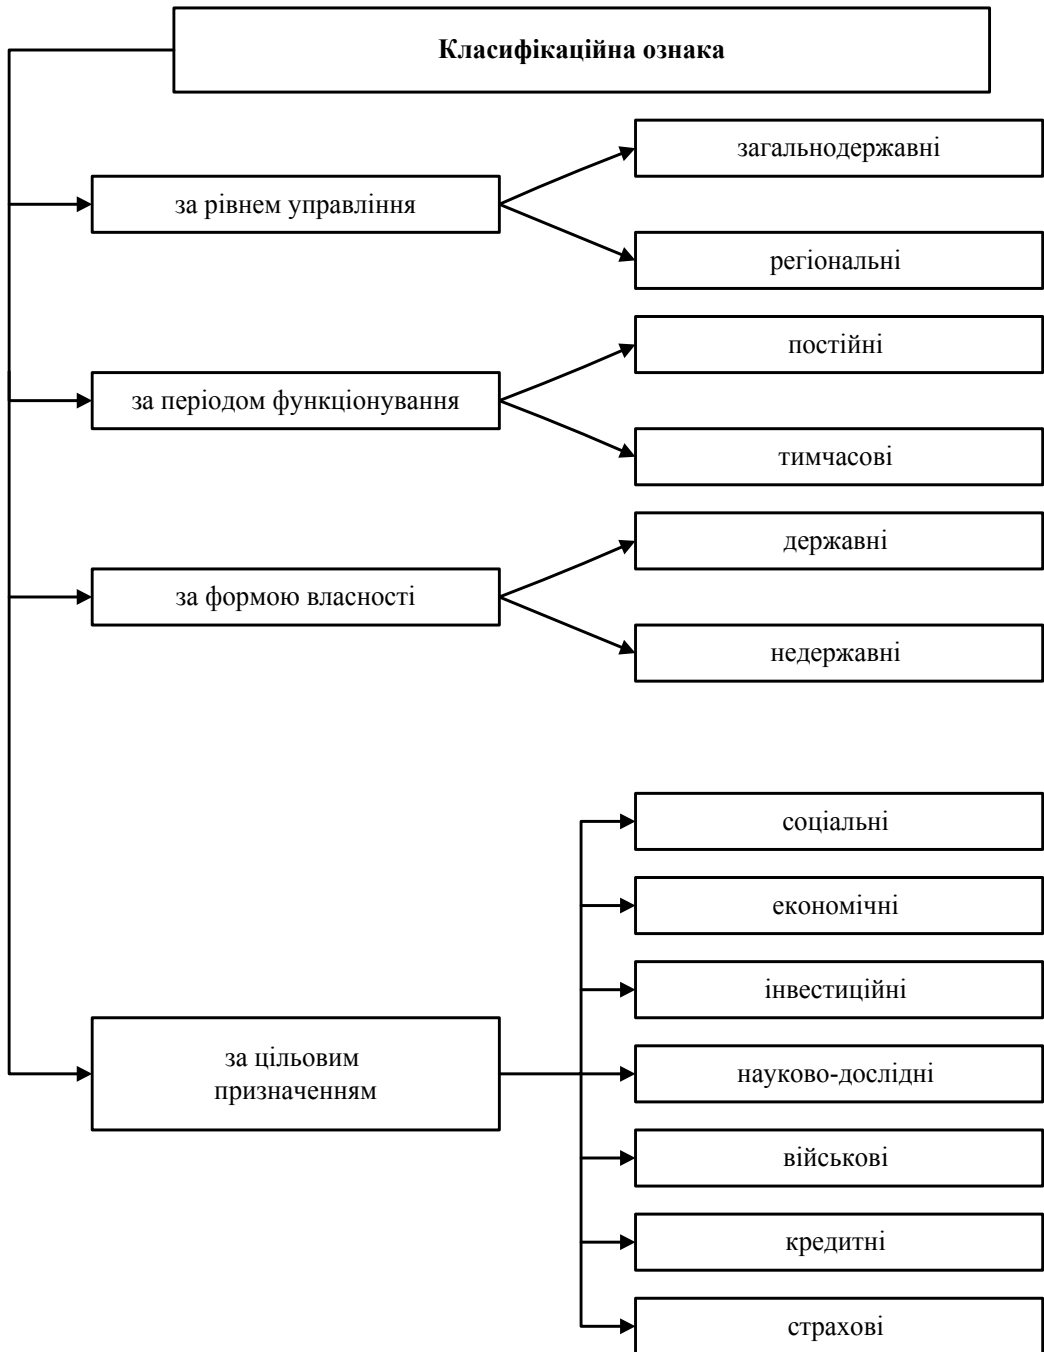 Класифікаційна ознака
загальнодержавні
за рівнем управління
регіональні
постійні
за періодом функціонування
тимчасові
державні
за формою власності
недержавні
соціальні
економічні
інвестиційні
за цільовим
призначенням
науково-дослідні
військові
кредитні
страхові